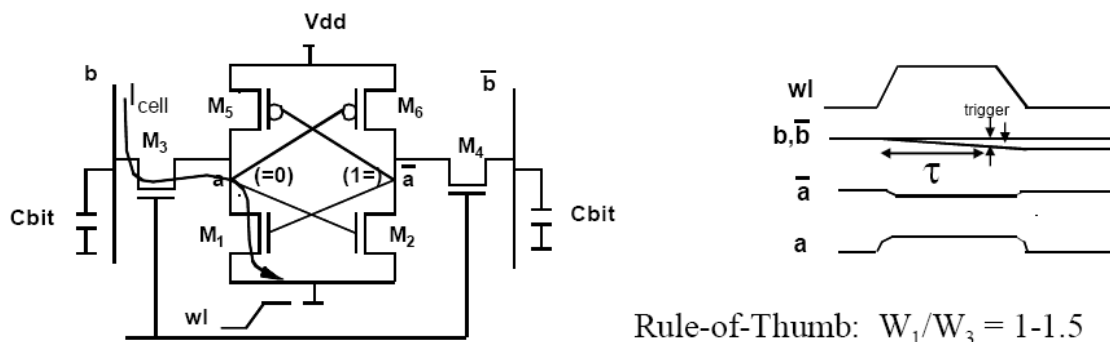 Vdd
b
b̅
I_cell
M₅
M₆
M₃
M₄
a
(=0)
(1=)
a̅
Cbit
Cbit
M₁
M₂
wl
wl
trigger
b,b̅
τ
a̅
a
Rule-of-Thumb: W₁/W₃ = 1-1.5